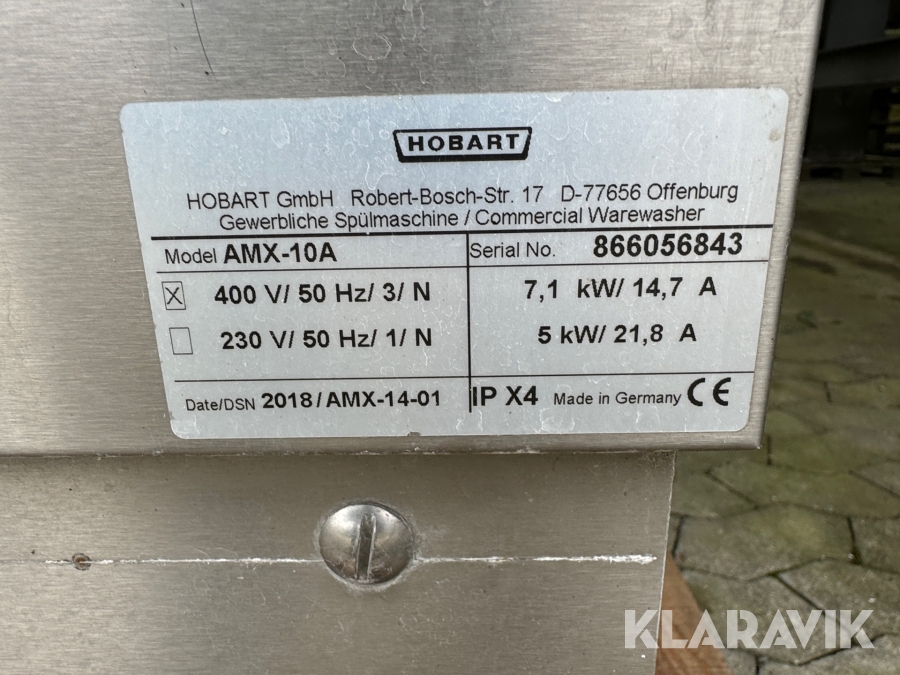 HOBART
HOBART GmbH Robert-Bosch-Str. 17 D-77656 Offenburg
Gewerbliche Spülmaschine / Commercial Warewasher
Model AMX-10A Serial No. 866056843
X 400 V/ 50 Hz/ 3/ N 7,1 kW/ 14,7 A
230 V/ 50 Hz/ 1/ N 5 kW/ 21,8 A
Date/DSN 2018/AMX-14-01 IP X4 Made in Germany CE
KLARAVIK